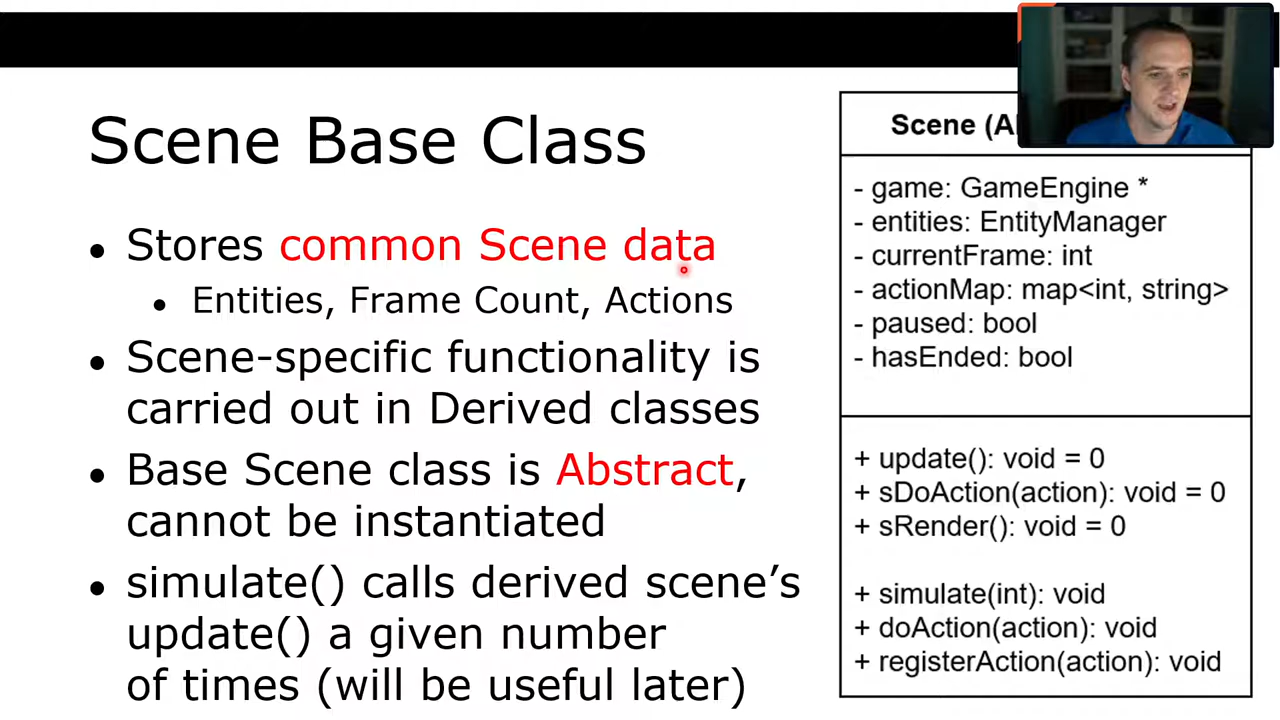 Scene Base Class
● Stores common Scene data
● Entities, Frame Count, Actions
● Scene-specific functionality is
carried out in Derived classes
● Base Scene class is Abstract,
cannot be instantiated
● simulate() calls derived scene’s
update() a given number
of times (will be useful later)
Scene
- game: GameEngine *
- entities: EntityManager
- currentFrame: int
- actionMap: map<int, string>
- paused: bool
- hasEnded: bool
+ update(): void = 0
+ sDoAction(action): void = 0
+ sRender(): void = 0
+ simulate(int): void
+ doAction(action): void
+ registerAction(action): void